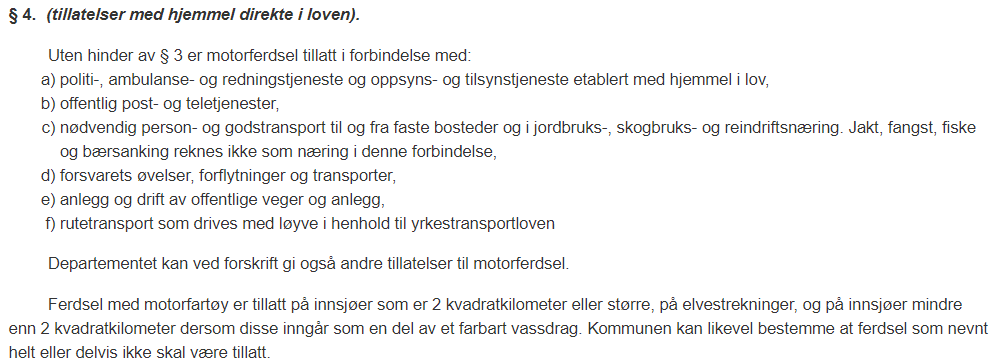 § 4. (tillatelser med hjemmel direkte i loven).
Uten hinder av § 3 er motorferdsel tillatt i forbindelse med:
a) politi-, ambulanse- og redningstjeneste og oppsyns- og tilsynstjeneste etablert med hjemmel i lov,
b) offentlig post- og teletjenester,
c) nødvendig person- og godstransport til og fra faste bosteder og i jordbruks-, skogbruks- og reindriftsnæring. Jakt, fangst, fiske
og bærsanking reknes ikke som næring i denne forbindelse,
d) forsvarets øvelser, forflytninger og transporter,
e) anlegg og drift av offentlige veger og anlegg,
f) rutetransport som drives med løyve i henhold til yrkestransportloven
Departementet kan ved forskrift gi også andre tillatelser til motorferdsel.
Ferdsel med motorfartøy er tillatt på innsjøer som er 2 kvadratkilometer eller større, på elvestrekninger, og på innsjøer mindre
enn 2 kvadratkilometer dersom disse inngår som en del av et farbart vassdrag. Kommunen kan likevel bestemme at ferdsel som nevnt
helt eller delvis ikke skal være tillatt.